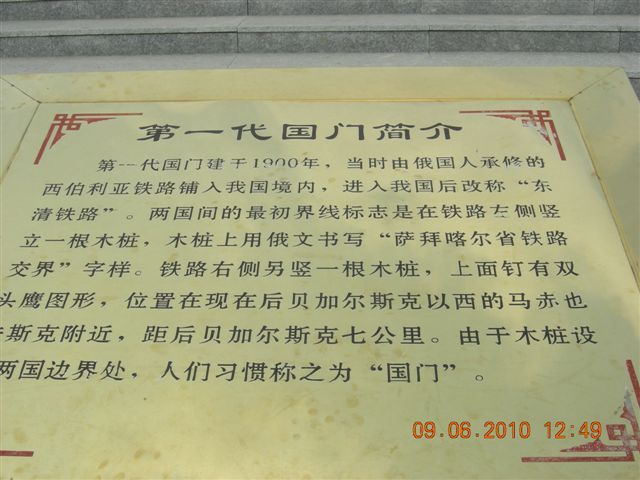 第一代国门简介
第一代国门建于1900年，当时由俄国人承修的
西伯利亚铁路铺入我国境内，进入我国后改称“东
清铁路”。两国间的最初界线标志是在铁路左侧竖
立一根木桩，木桩上用俄文书写“萨拜喀尔省铁路
交界”字样。铁路右侧另竖一根木桩，上面钉有双
头鹰图形，位置在现在后贝加尔斯克以西的马赤也
斯克附近，距后贝加尔斯克七公里。由于木桩设
两国边界处，人们习惯称之为“国门”。
09.06.2010 12:49